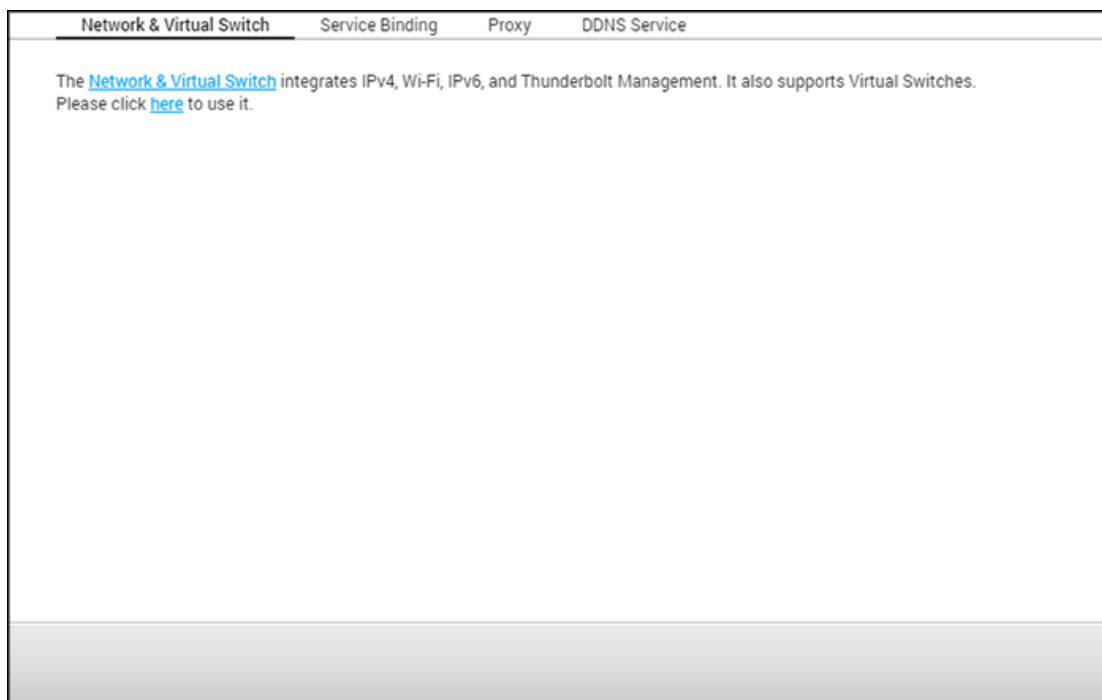 Network & Virtual Switch Service Binding Proxy DDNS Service
The Network & Virtual Switch integrates IPv4, Wi-Fi, IPv6, and Thunderbolt Management. It also supports Virtual Switches.
Please click here to use it.